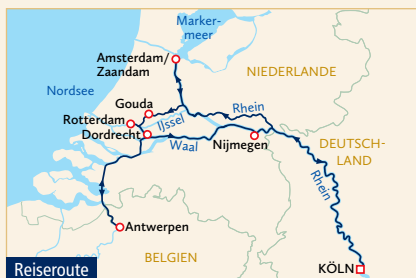 Marker-
meer
Amsterdam/
Zaandam
NIEDERLANDE
Nordsee
Gouda
Rhein
Rotterdam
IJssel
Dordrecht
Nijmegen
DEUTSCH-
LAND
Waal
Rhein
Antwerpen
BELGIEN
KÖLN
Reiseroute